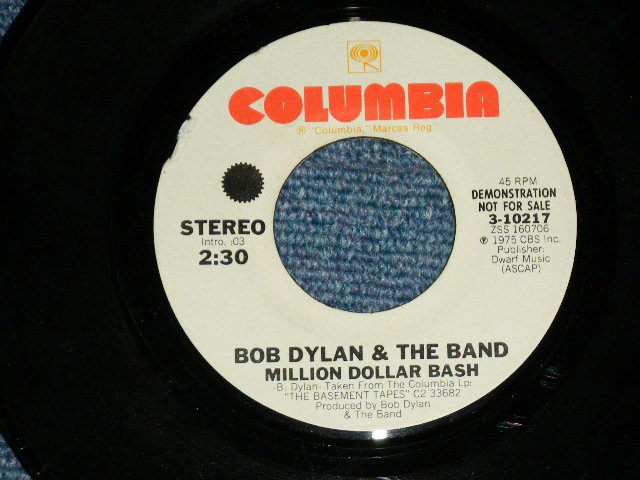 COLUMBIA
® "Columbia," Marcas Reg.
STEREO
Intro. :03
2:30
45 RPM
DEMONSTRATION
NOT FOR SALE
3-10217
ZSS 160706
℗ 1975 CBS Inc.
Publisher:
Dwarf Music
(ASCAP)
BOB DYLAN & THE BAND
MILLION DOLLAR BASH
-B. Dylan- Taken From The Columbia Lp:
"THE BASEMENT TAPES" C2 33682
Produced by Bob Dylan
& The Band